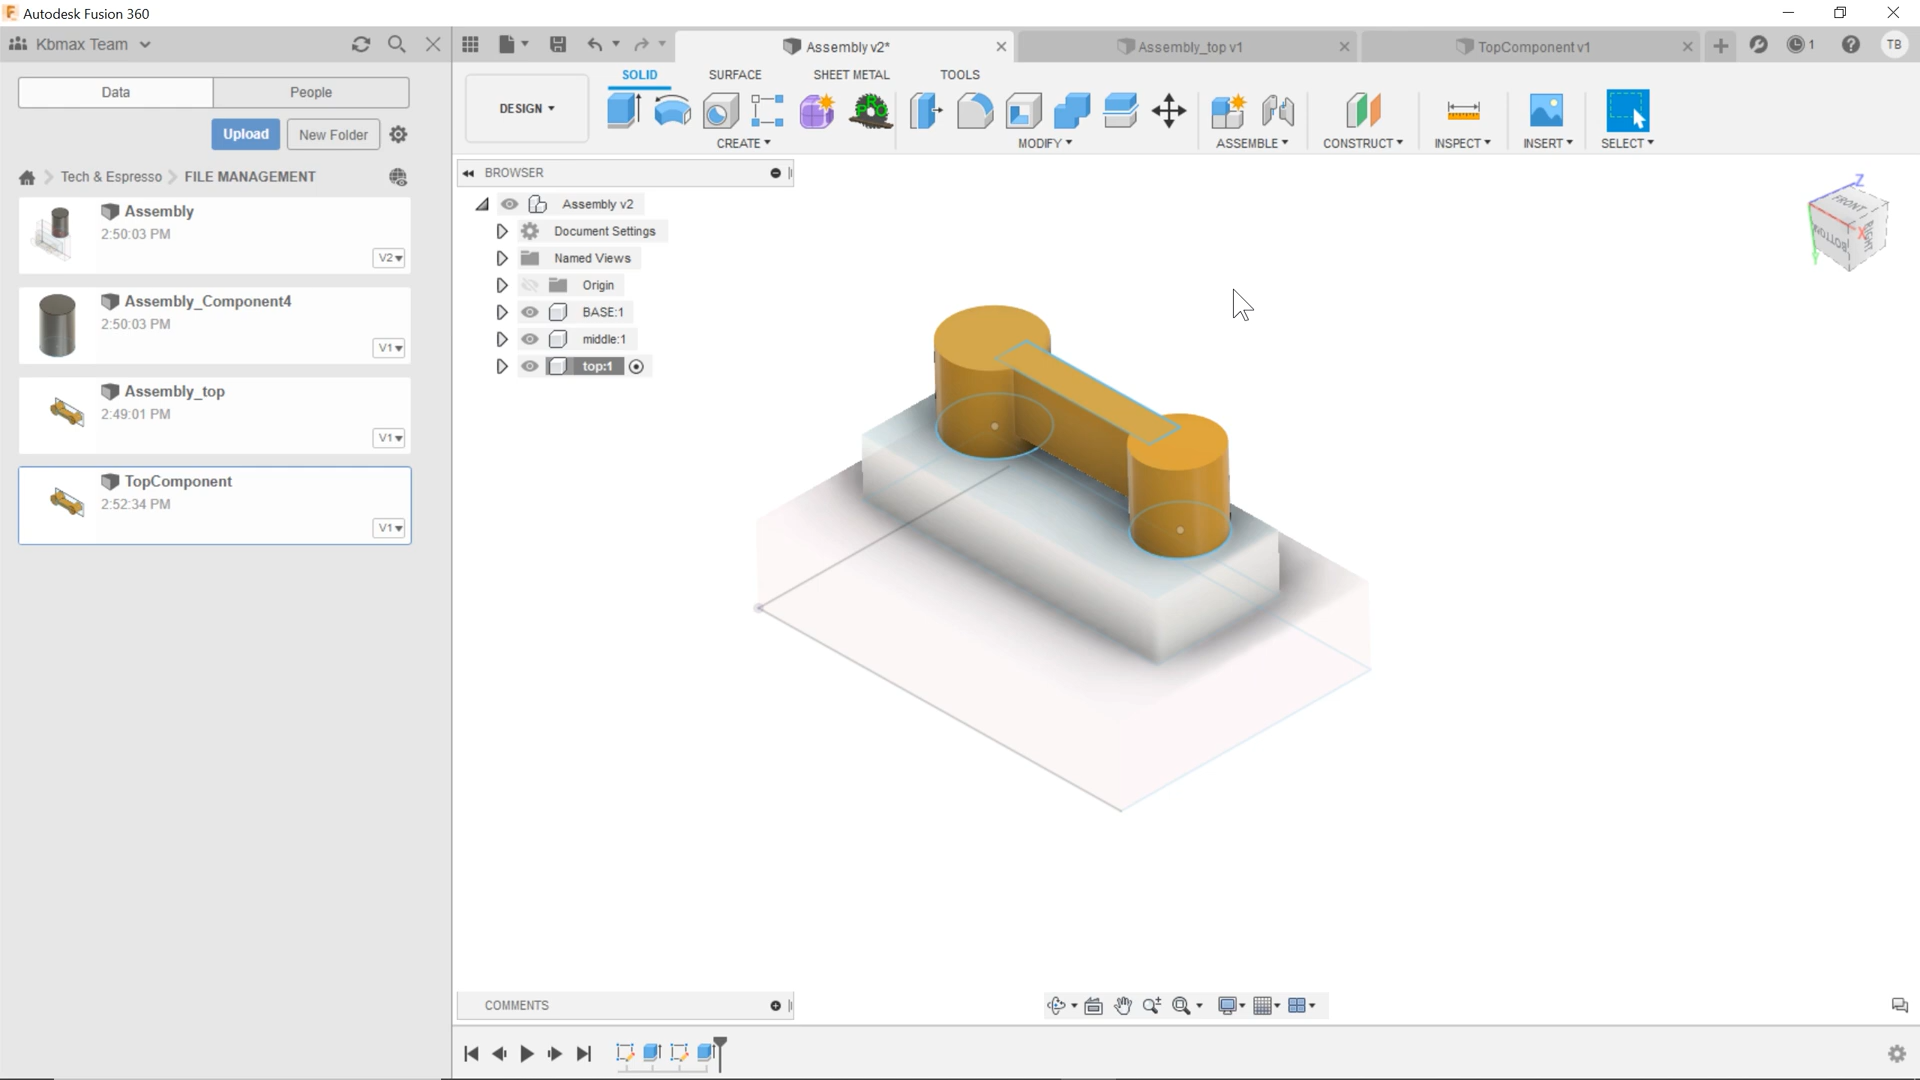 Autodesk Fusion 360
Kbmax Team
Assembly v2*
Assembly_top v1
TopComponent v1
1
TB
Data
People
Upload
New Folder
Tech & Espresso
FILE MANAGEMENT
Assembly
2:50:03 PM
V2
Assembly_Component4
2:50:03 PM
V1
Assembly_top
2:49:01 PM
V1
TopComponent
2:52:34 PM
V1
SOLID
SURFACE
SHEET METAL
TOOLS
DESIGN
CREATE
MODIFY
ASSEMBLE
CONSTRUCT
INSPECT
INSERT
SELECT
BROWSER
Assembly v2
Document Settings
Named Views
Origin
BASE:1
middle:1
top:1
Z
FRONT
X
RIGHT
BOTTOM
Y
COMMENTS